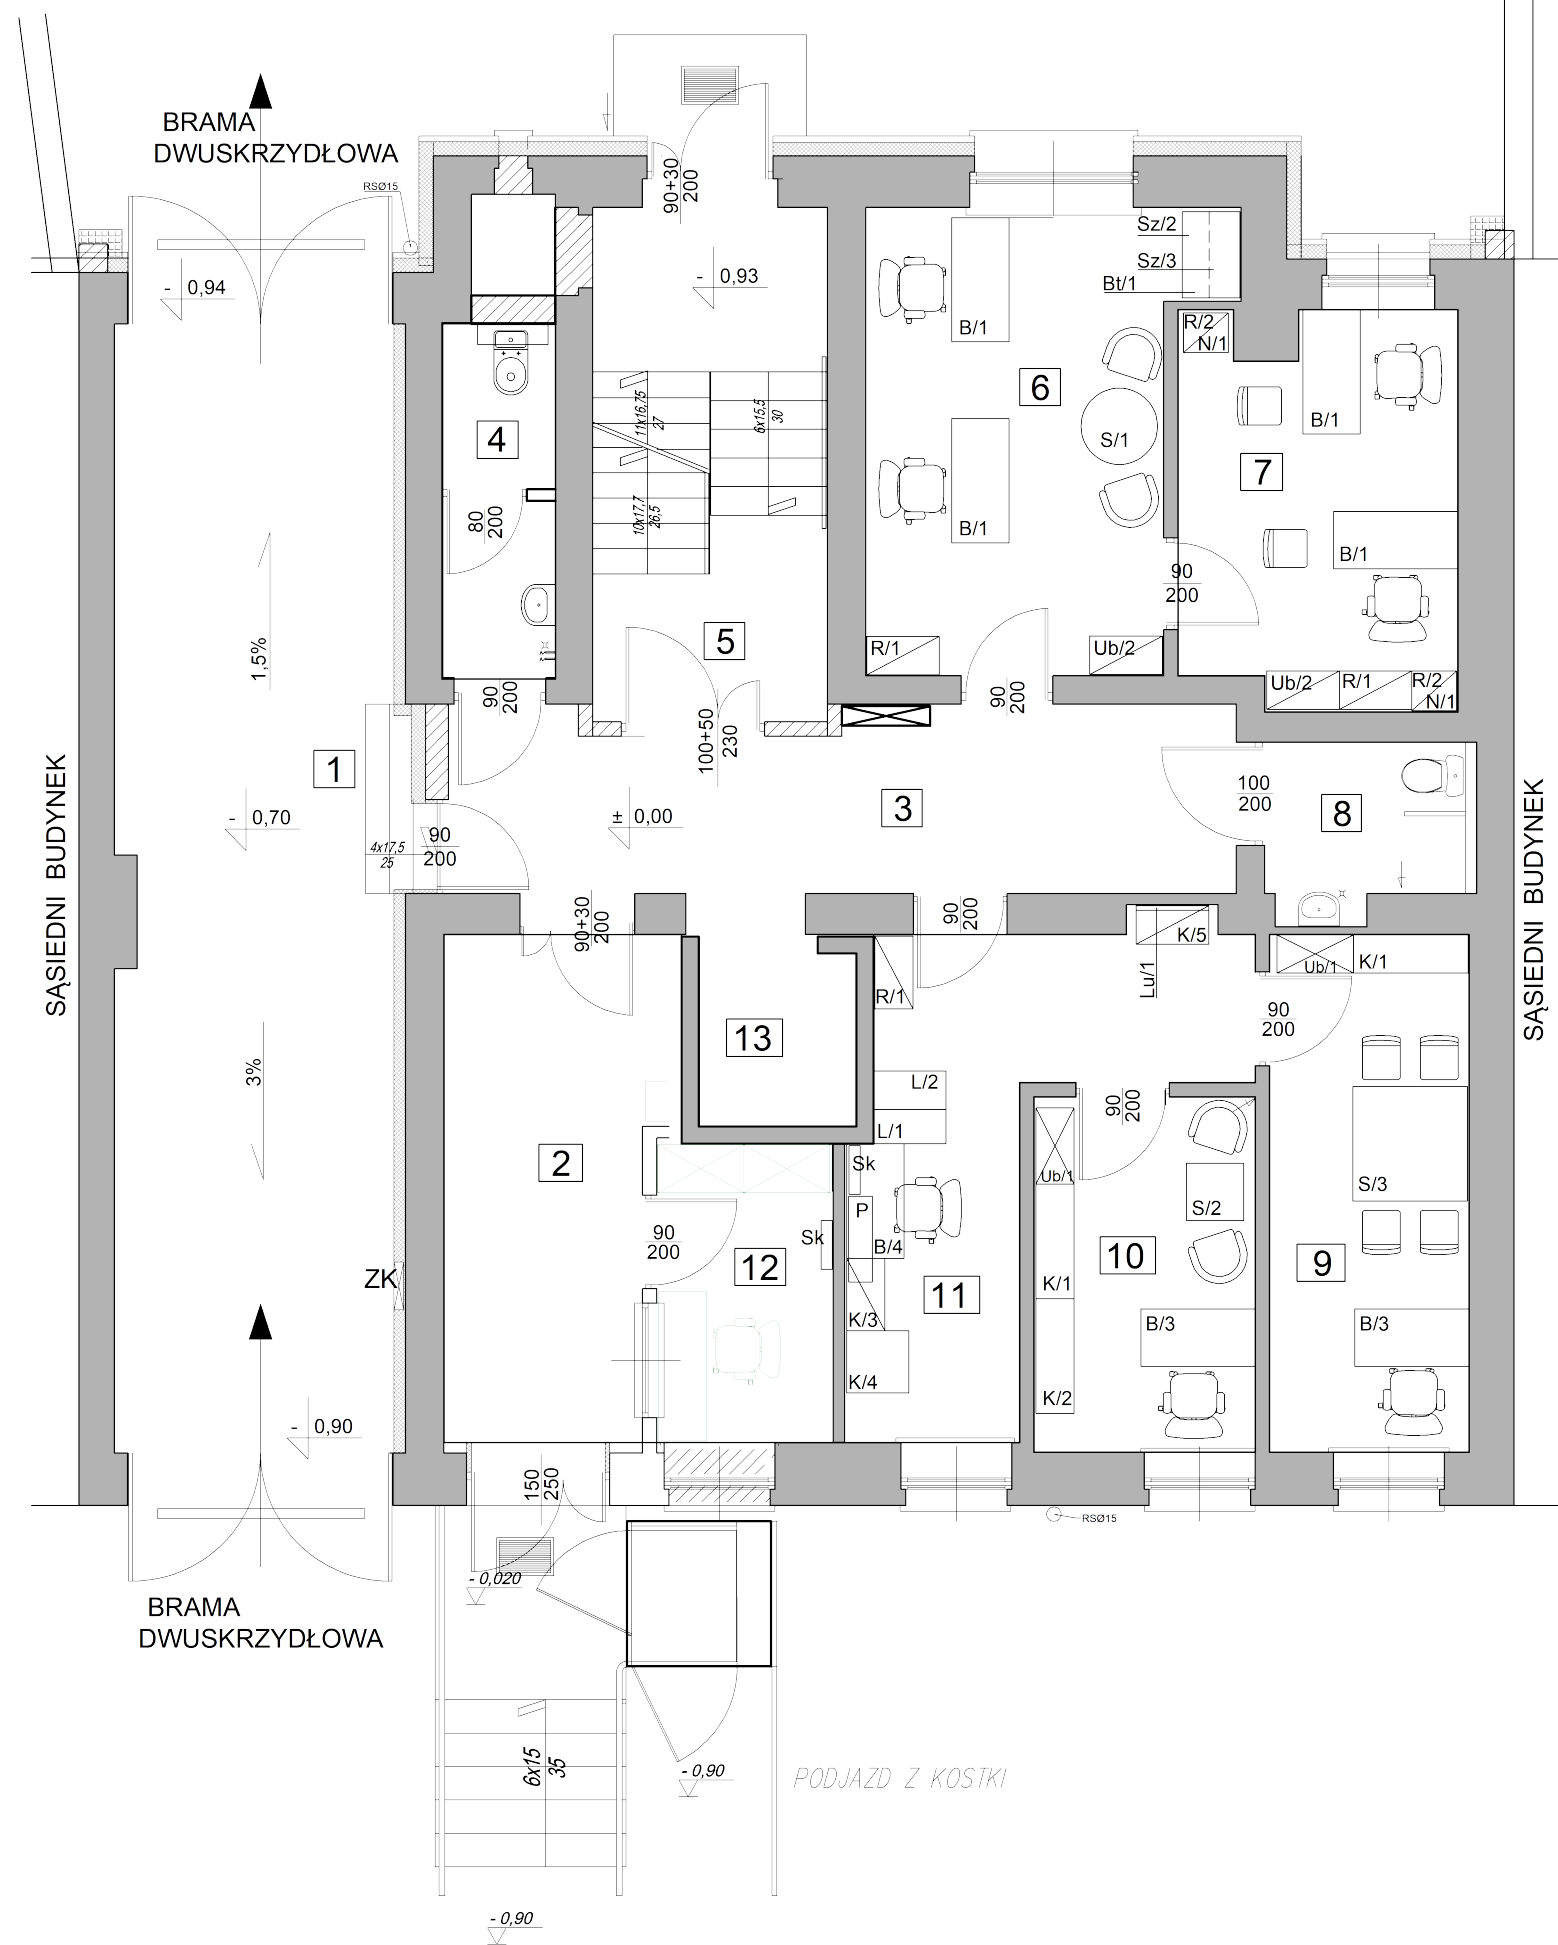 BRAMA
DWUSKRZYDŁOWA
RSØ15
90+30
200
- 0,94
- 0,93
Sz/2
Sz/3
Bt/1
B/1
R/2
N/1
6
11x16,75
27
6x15,5
30
S/1
B/1
4
7
10x17,7
26,5
80
200
B/1
B/1
90
200
1,5%
5
R/1
Ub/2
Ub/2
R/1
R/2
N/1
90
200
90
200
100+50
230
1
SĄSIEDNI BUDYNEK
SĄSIEDNI BUDYNEK
3
100
200
8
- 0,70
± 0,00
4x17,5
25
90
200
90+30
200
90
200
K/5
Lu/1
Ub/1
K/1
R/1
13
90
200
3%
L/2
L/1
90
200
2
Sk
Ub/1
S/3
S/2
P
B/4
90
200
Sk
12
10
9
11
ZK
K/1
K/3
B/3
B/3
K/4
K/2
- 0,90
150
250
RSØ15
- 0,020
BRAMA
DWUSKRZYDŁOWA
6x15
35
- 0,90
PODJAZD Z KOSTKI
- 0,90